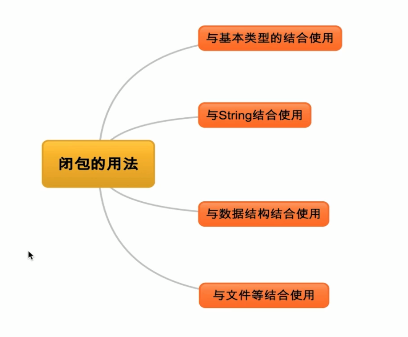 与基本类型的结合使用
与String结合使用
闭包的用法
与数据结构结合使用
与文件等结合使用